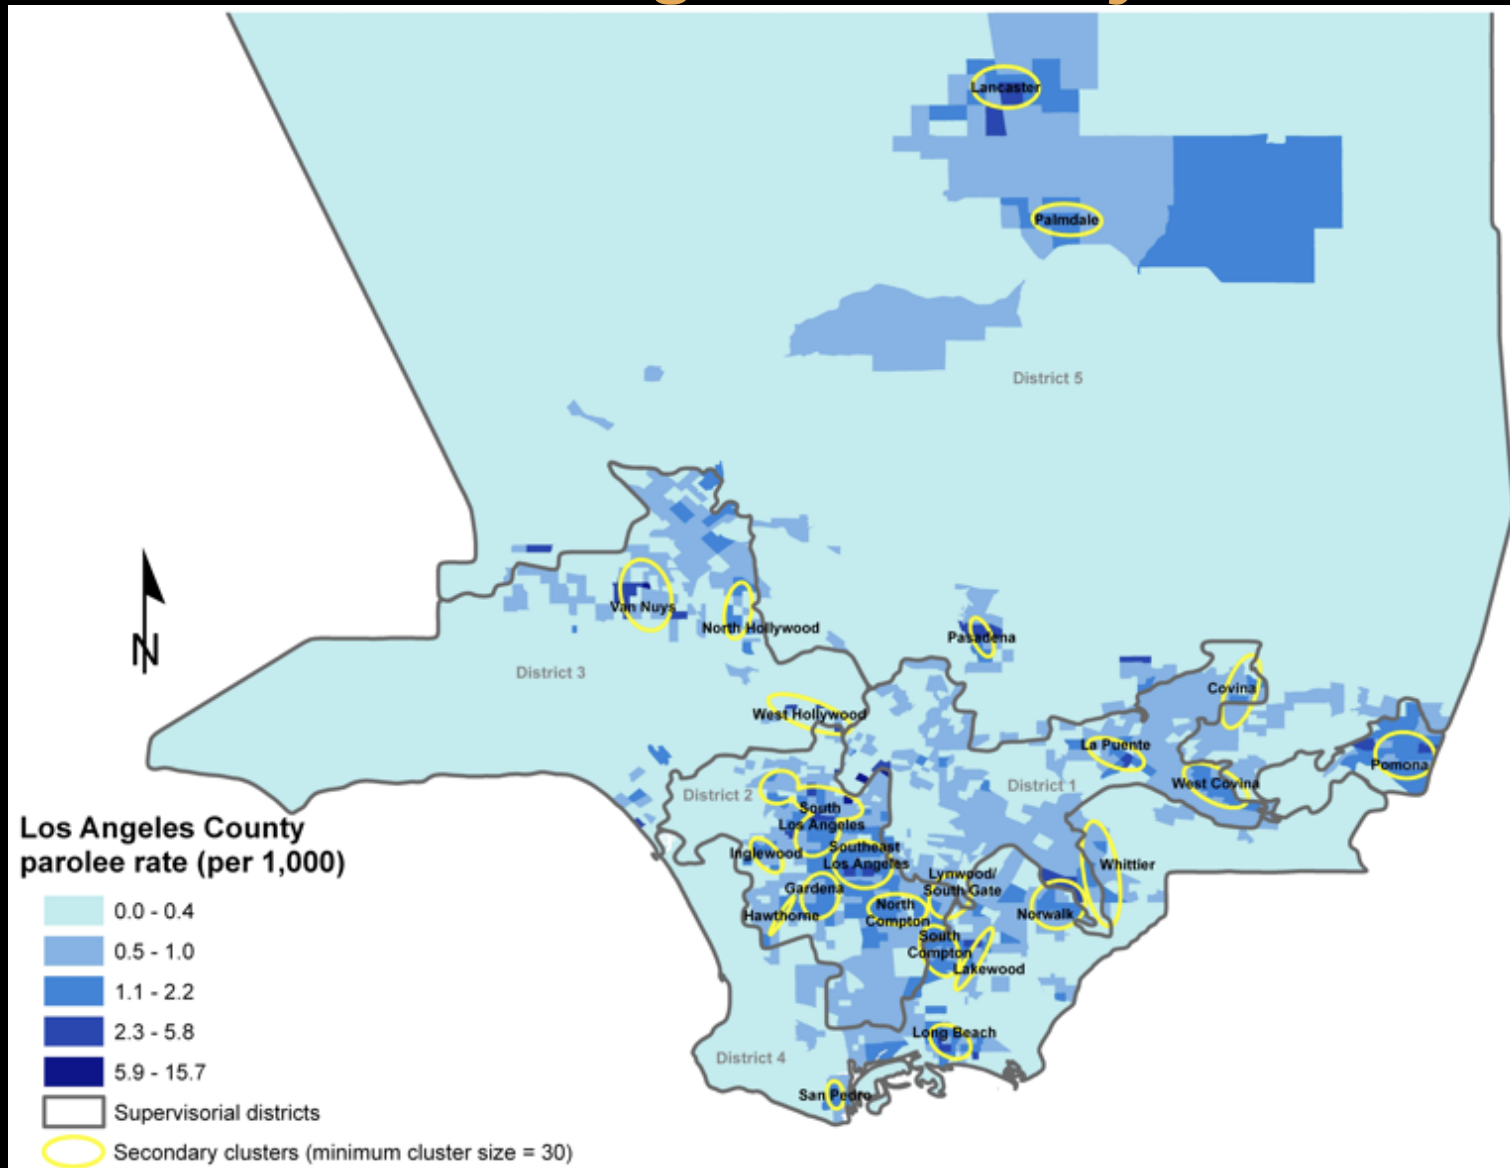 Lancaster
Palmdale
District 5
Van Nuys
North Hollywood
Pasadena
District 3
Covina
West Hollywood
La Puente
Pomona
West Covina
District 1
District 2
South
Los Angeles
Inglewood
Southeast
Los Angeles
Whittier
Lynwood/
South Gate
Gardena
North
Compton
Hawthorne
Norwalk
South
Compton
Lakewood
Long Beach
District 4
San Pedro
N
Los Angeles County
parolee rate (per 1,000)
0.0 - 0.4
0.5 - 1.0
1.1 - 2.2
2.3 - 5.8
5.9 - 15.7
Supervisorial districts
Secondary clusters (minimum cluster size = 30)